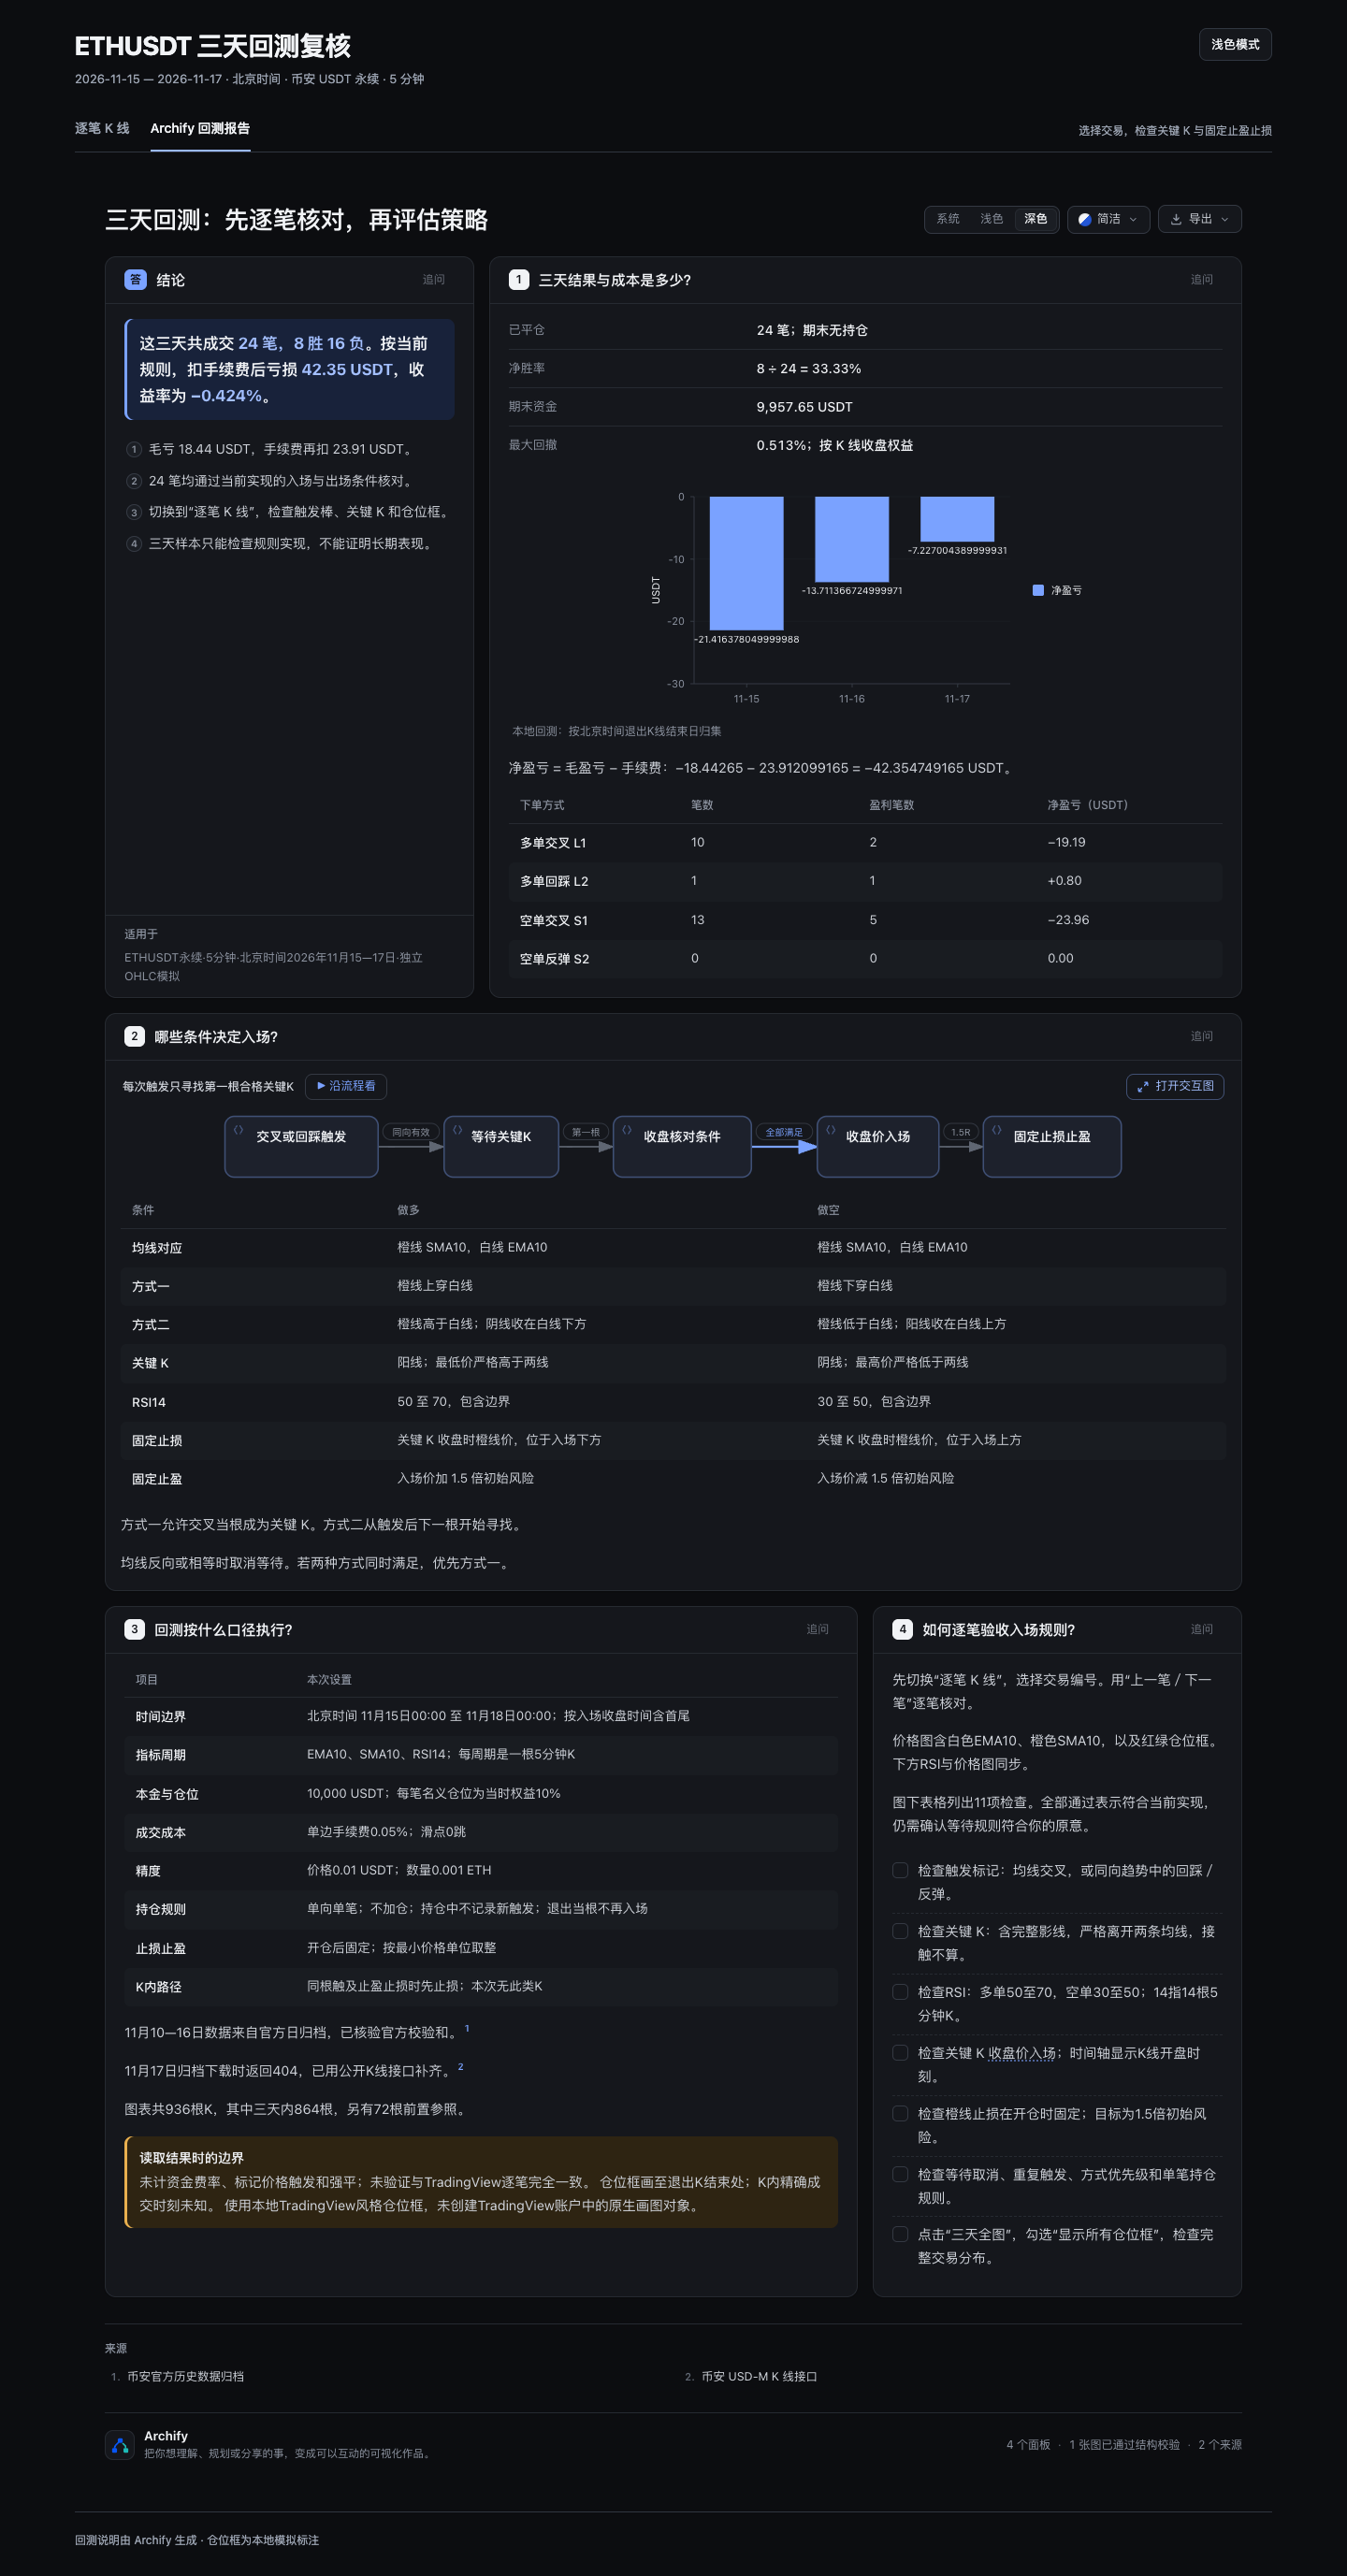 ETHUSDT 三天回测复核
浅色模式
2026-11-15 — 2026-11-17 · 北京时间 · 币安 USDT 永续 · 5 分钟
逐笔 K 线
Archify 回测报告
选择交易，检查关键 K 与固定止盈止损
三天回测：先逐笔核对，再评估策略
系统
浅色
深色
简洁
导出
答
结论
追问
这三天共成交 24 笔，8 胜 16 负。按当前
规则，扣手续费后亏损 42.35 USDT，收
益率为 −0.424%。
1 毛亏 18.44 USDT，手续费再扣 23.91 USDT。
2 24 笔均通过当前实现的入场与出场条件核对。
3 切换到“逐笔 K 线”，检查触发棒、关键 K 和仓位框。
4 三天样本只能检查规则实现，不能证明长期表现。
适用于
ETHUSDT永续·5分钟·北京时间2026年11月15—17日·独立
OHLC模拟
1
三天结果与成本是多少?
追问
已平仓 24 笔；期末无持仓
净胜率 8 ÷ 24 = 33.33%
期末资金 9,957.65 USDT
最大回撤 0.513%；按 K 线收盘权益
0
-10
-20
-30
USDT
-21.416378049999988
-13.711366724999971
-7.227004389999931
净盈亏
11-15
11-16
11-17
本地回测：按北京时间退出K线结束日归集
净盈亏 = 毛盈亏 − 手续费：−18.44265 − 23.912099165 = −42.354749165 USDT。
下单方式 笔数 盈利笔数 净盈亏（USDT）
多单交叉 L1 10 2 −19.19
多单回踩 L2 1 1 +0.80
空单交叉 S1 13 5 −23.96
空单反弹 S2 0 0 0.00
2
哪些条件决定入场?
追问
每次触发只寻找第一根合格关键K
沿流程看
打开交互图
交叉或回踩触发
同向有效
等待关键K
第一根
收盘核对条件
全部满足
收盘价入场
1.5R
固定止损止盈
条件 做多 做空
均线对应 橙线 SMA10，白线 EMA10 橙线 SMA10，白线 EMA10
方式一 橙线上穿白线 橙线下穿白线
方式二 橙线高于白线；阴线收在白线下方 橙线低于白线；阳线收在白线上方
关键 K 阳线；最低价严格高于两线 阴线；最高价严格低于两线
RSI14 50 至 70，包含边界 30 至 50，包含边界
固定止损 关键 K 收盘时橙线价，位于入场下方 关键 K 收盘时橙线价，位于入场上方
固定止盈 入场价加 1.5 倍初始风险 入场价减 1.5 倍初始风险
方式一允许交叉当根成为关键 K。方式二从触发后下一根开始寻找。
均线反向或相等时取消等待。若两种方式同时满足，优先方式一。
3
回测按什么口径执行?
追问
项目 本次设置
时间边界 北京时间 11月15日00:00 至 11月18日00:00；按入场收盘时间含首尾
指标周期 EMA10、SMA10、RSI14；每周期是一根5分钟K
本金与仓位 10,000 USDT；每笔名义仓位为当时权益10%
成交成本 单边手续费0.05%；滑点0跳
精度 价格0.01 USDT；数量0.001 ETH
持仓规则 单向单笔；不加仓；持仓中不记录新触发；退出当根不再入场
止损止盈 开仓后固定；按最小价格单位取整
K内路径 同根触及止盈止损时先止损；本次无此类K
11月10—16日数据来自官方日归档，已核验官方校验和。 1
11月17日归档下载时返回404，已用公开K线接口补齐。 2
图表共936根K，其中三天内864根，另有72根前置参照。
读取结果时的边界
未计资金费率、标记价格触发和强平；未验证与TradingView逐笔完全一致。 仓位框画至退出K结束处；K内精确成
交时刻未知。 使用本地TradingView风格仓位框，未创建TradingView账户中的原生画图对象。
4
如何逐笔验收入场规则?
追问
先切换“逐笔 K 线”，选择交易编号。用“上一笔 / 下一
笔”逐笔核对。
价格图含白色EMA10、橙色SMA10，以及红绿仓位框。
下方RSI与价格图同步。
图下表格列出11项检查。全部通过表示符合当前实现，
仍需确认等待规则符合你的原意。
检查触发标记：均线交叉，或同向趋势中的回踩 /
反弹。
检查关键 K：含完整影线，严格离开两条均线，接
触不算。
检查RSI：多单50至70，空单30至50；14指14根5
分钟K。
检查关键 K 收盘价入场；时间轴显示K线开盘时
刻。
检查橙线止损在开仓时固定；目标为1.5倍初始风
险。
检查等待取消、重复触发、方式优先级和单笔持仓
规则。
点击“三天全图”，勾选“显示所有仓位框”，检查完
整交易分布。
来源
1. 币安官方历史数据归档
2. 币安 USD-M K 线接口
Archify
把你想理解、规划或分享的事，变成可以互动的可视化作品。
4 个面板 · 1 张图已通过结构校验 · 2 个来源
回测说明由 Archify 生成 · 仓位框为本地模拟标注